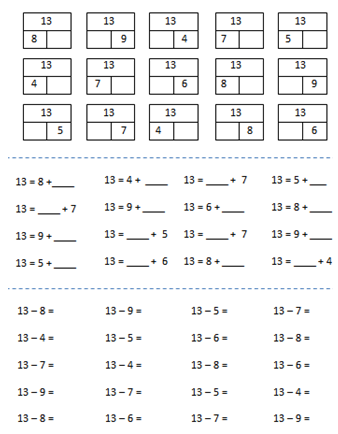 13 13 13 13 13
8 9 4 7 5
13 13 13 13 13
4 7 6 8 9
13 13 13 13 13
5 7 4 8 6
13 = 8 +____ 13 = 4 + ____ 13 = ____ + 7 13 = 5 + ___
13 = ____ + 7 13 = 9 + ____ 13 = 6 + ____ 13 = 8 + ____
13 = 9 + ____ 13 = ____ + 5 13 = ____ + 7 13 = 9 + ____
13 = 5 + ____ 13 = ____ + 6 13 = 8 + ____ 13 = ____ + 4
13 – 8 = 13 – 9 = 13 – 5 = 13 – 7 =
13 – 4 = 13 – 5 = 13 – 6 = 13 – 8 =
13 – 7 = 13 – 4 = 13 – 8 = 13 – 6 =
13 – 9 = 13 – 7 = 13 – 5 = 13 – 4 =
13 – 8 = 13 – 6 = 13 – 7 = 13 – 9 =